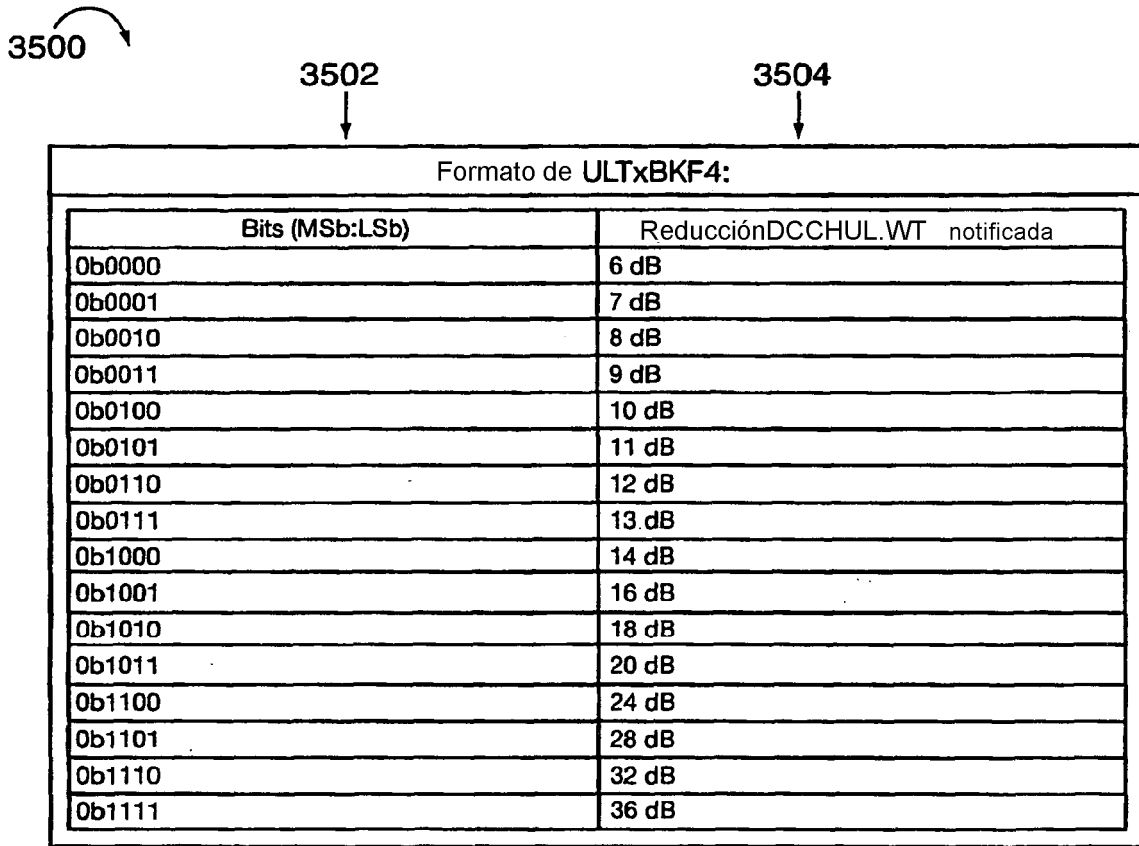 3500
3502 3504
Formato de ULTxBKF4:
Bits (MSb:LSb) ReducciónDCCHUL.WT notificada
0b0000 6 dB
0b0001 7 dB
0b0010 8 dB
0b0011 9 dB
0b0100 10 dB
0b0101 11 dB
0b0110 12 dB
0b0111 13 dB
0b1000 14 dB
0b1001 16 dB
0b1010 18 dB
0b1011 20 dB
0b1100 24 dB
0b1101 28 dB
0b1110 32 dB
0b1111 36 dB